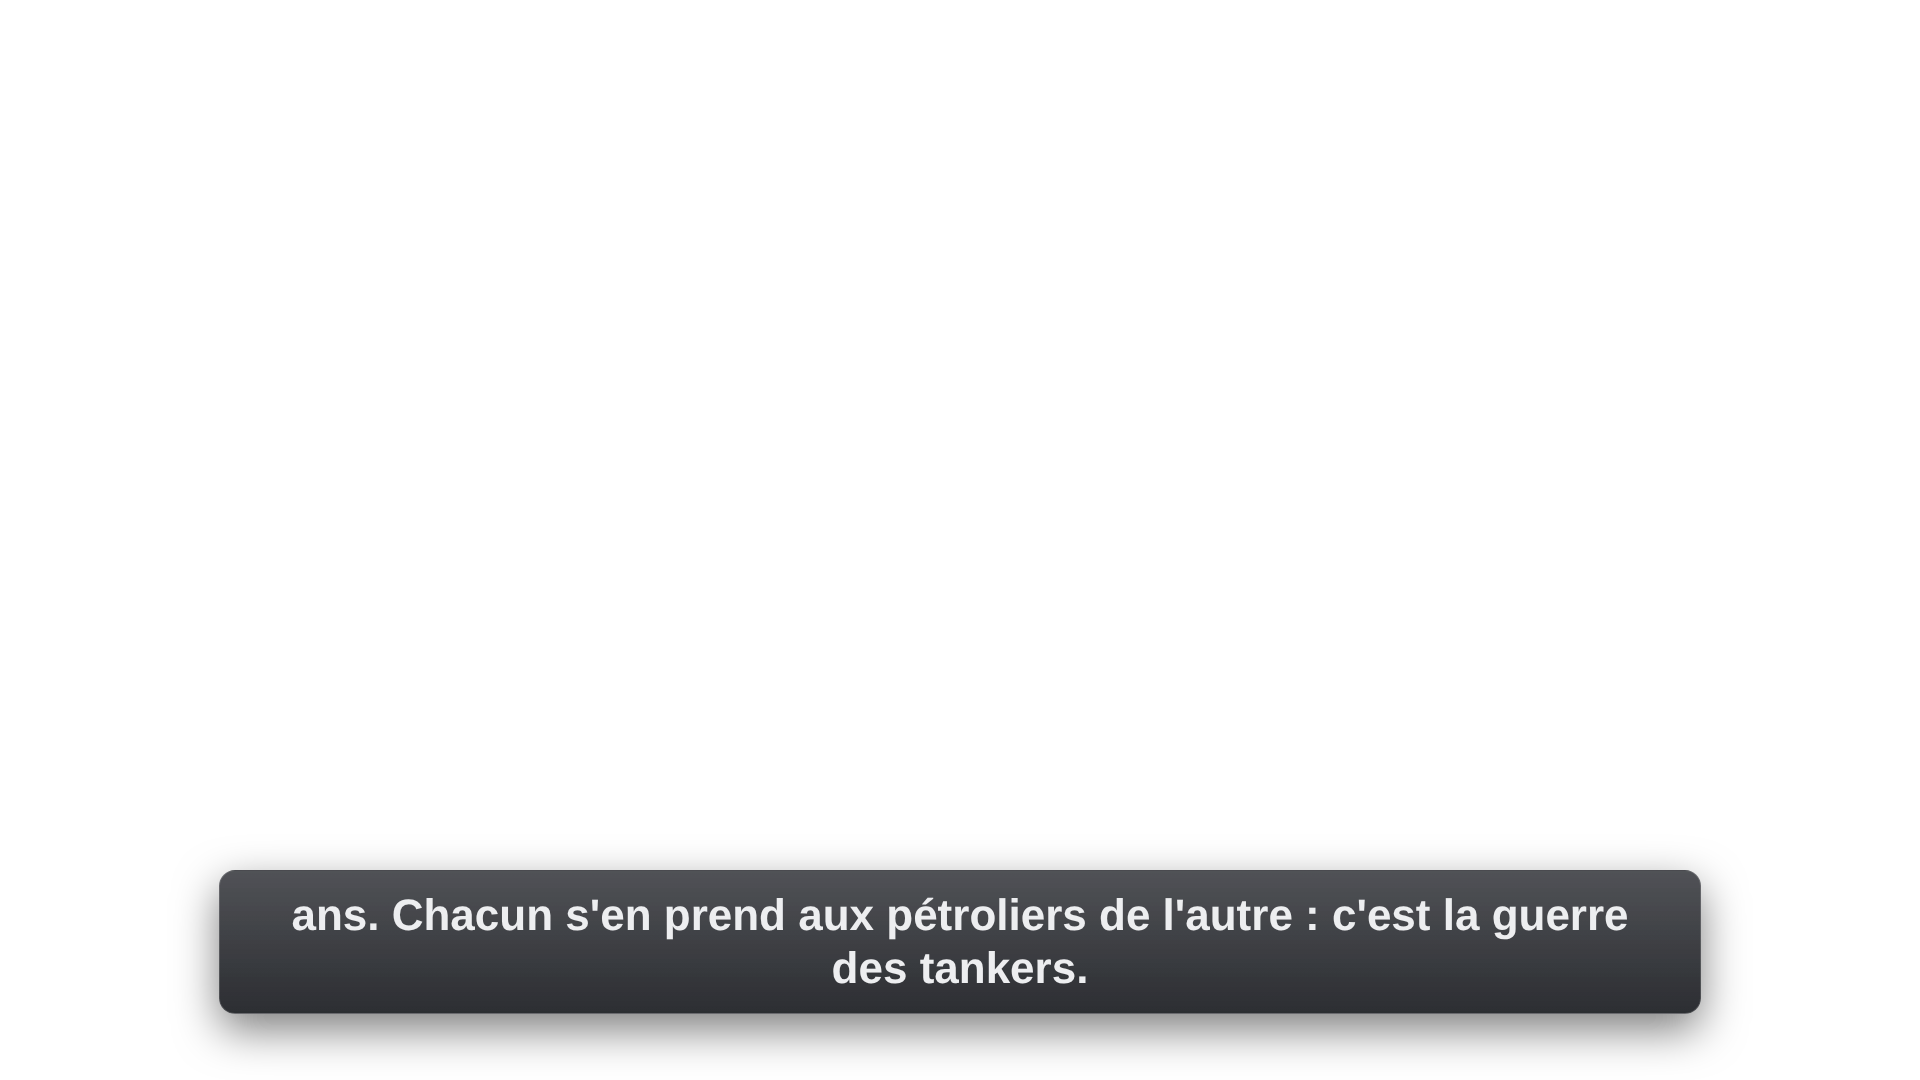 ans. Chacun s'en prend aux pétroliers de l'autre : c'est la guerre
des tankers.